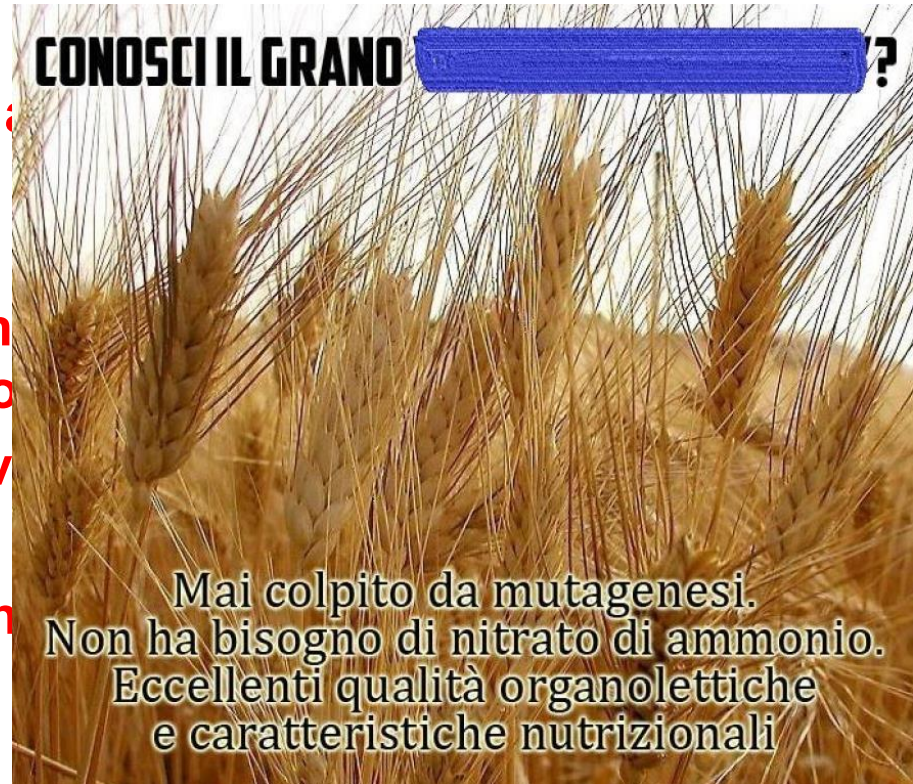 CONOSCI IL GRANO ?
Mai colpito da mutagenesi.
Non ha bisogno di nitrato di ammonio.
Eccellenti qualità organolettiche
e caratteristiche nutrizionali